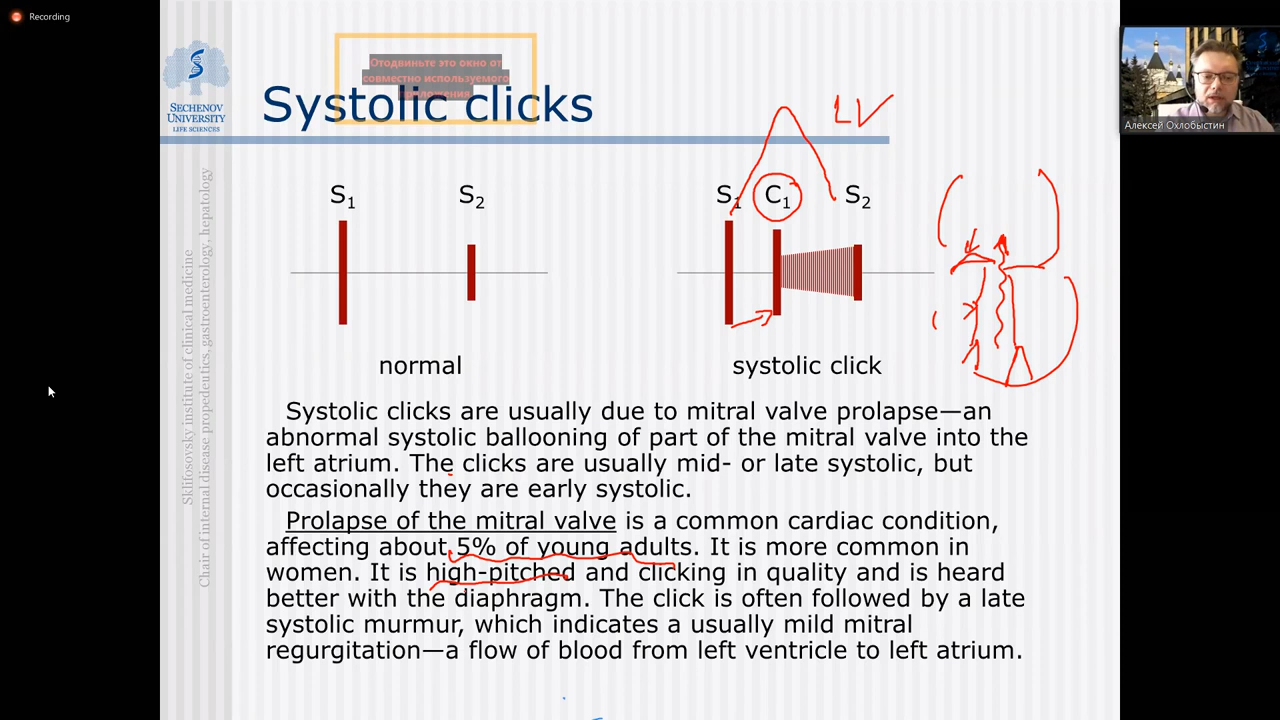 Recording
SECHENOV
UNIVERSITY
LIFE SCIENCES
Отодвиньте это окно от
совместно используемого
приложения.
Systolic clicks
LV
Алексей Охлобыстин
S1
S2
S1
C1
S2
normal
systolic click
Sklifosovsky institute of clinical medicine
Chair of internal disease propedeutics, gastroenterology, hepatology
Systolic clicks are usually due to mitral valve prolapse—an
abnormal systolic ballooning of part of the mitral valve into the
left atrium. The clicks are usually mid- or late systolic, but
occasionally they are early systolic.
Prolapse of the mitral valve is a common cardiac condition,
affecting about 5% of young adults. It is more common in
women. It is high-pitched and clicking in quality and is heard
better with the diaphragm. The click is often followed by a late
systolic murmur, which indicates a usually mild mitral
regurgitation—a flow of blood from left ventricle to left atrium.